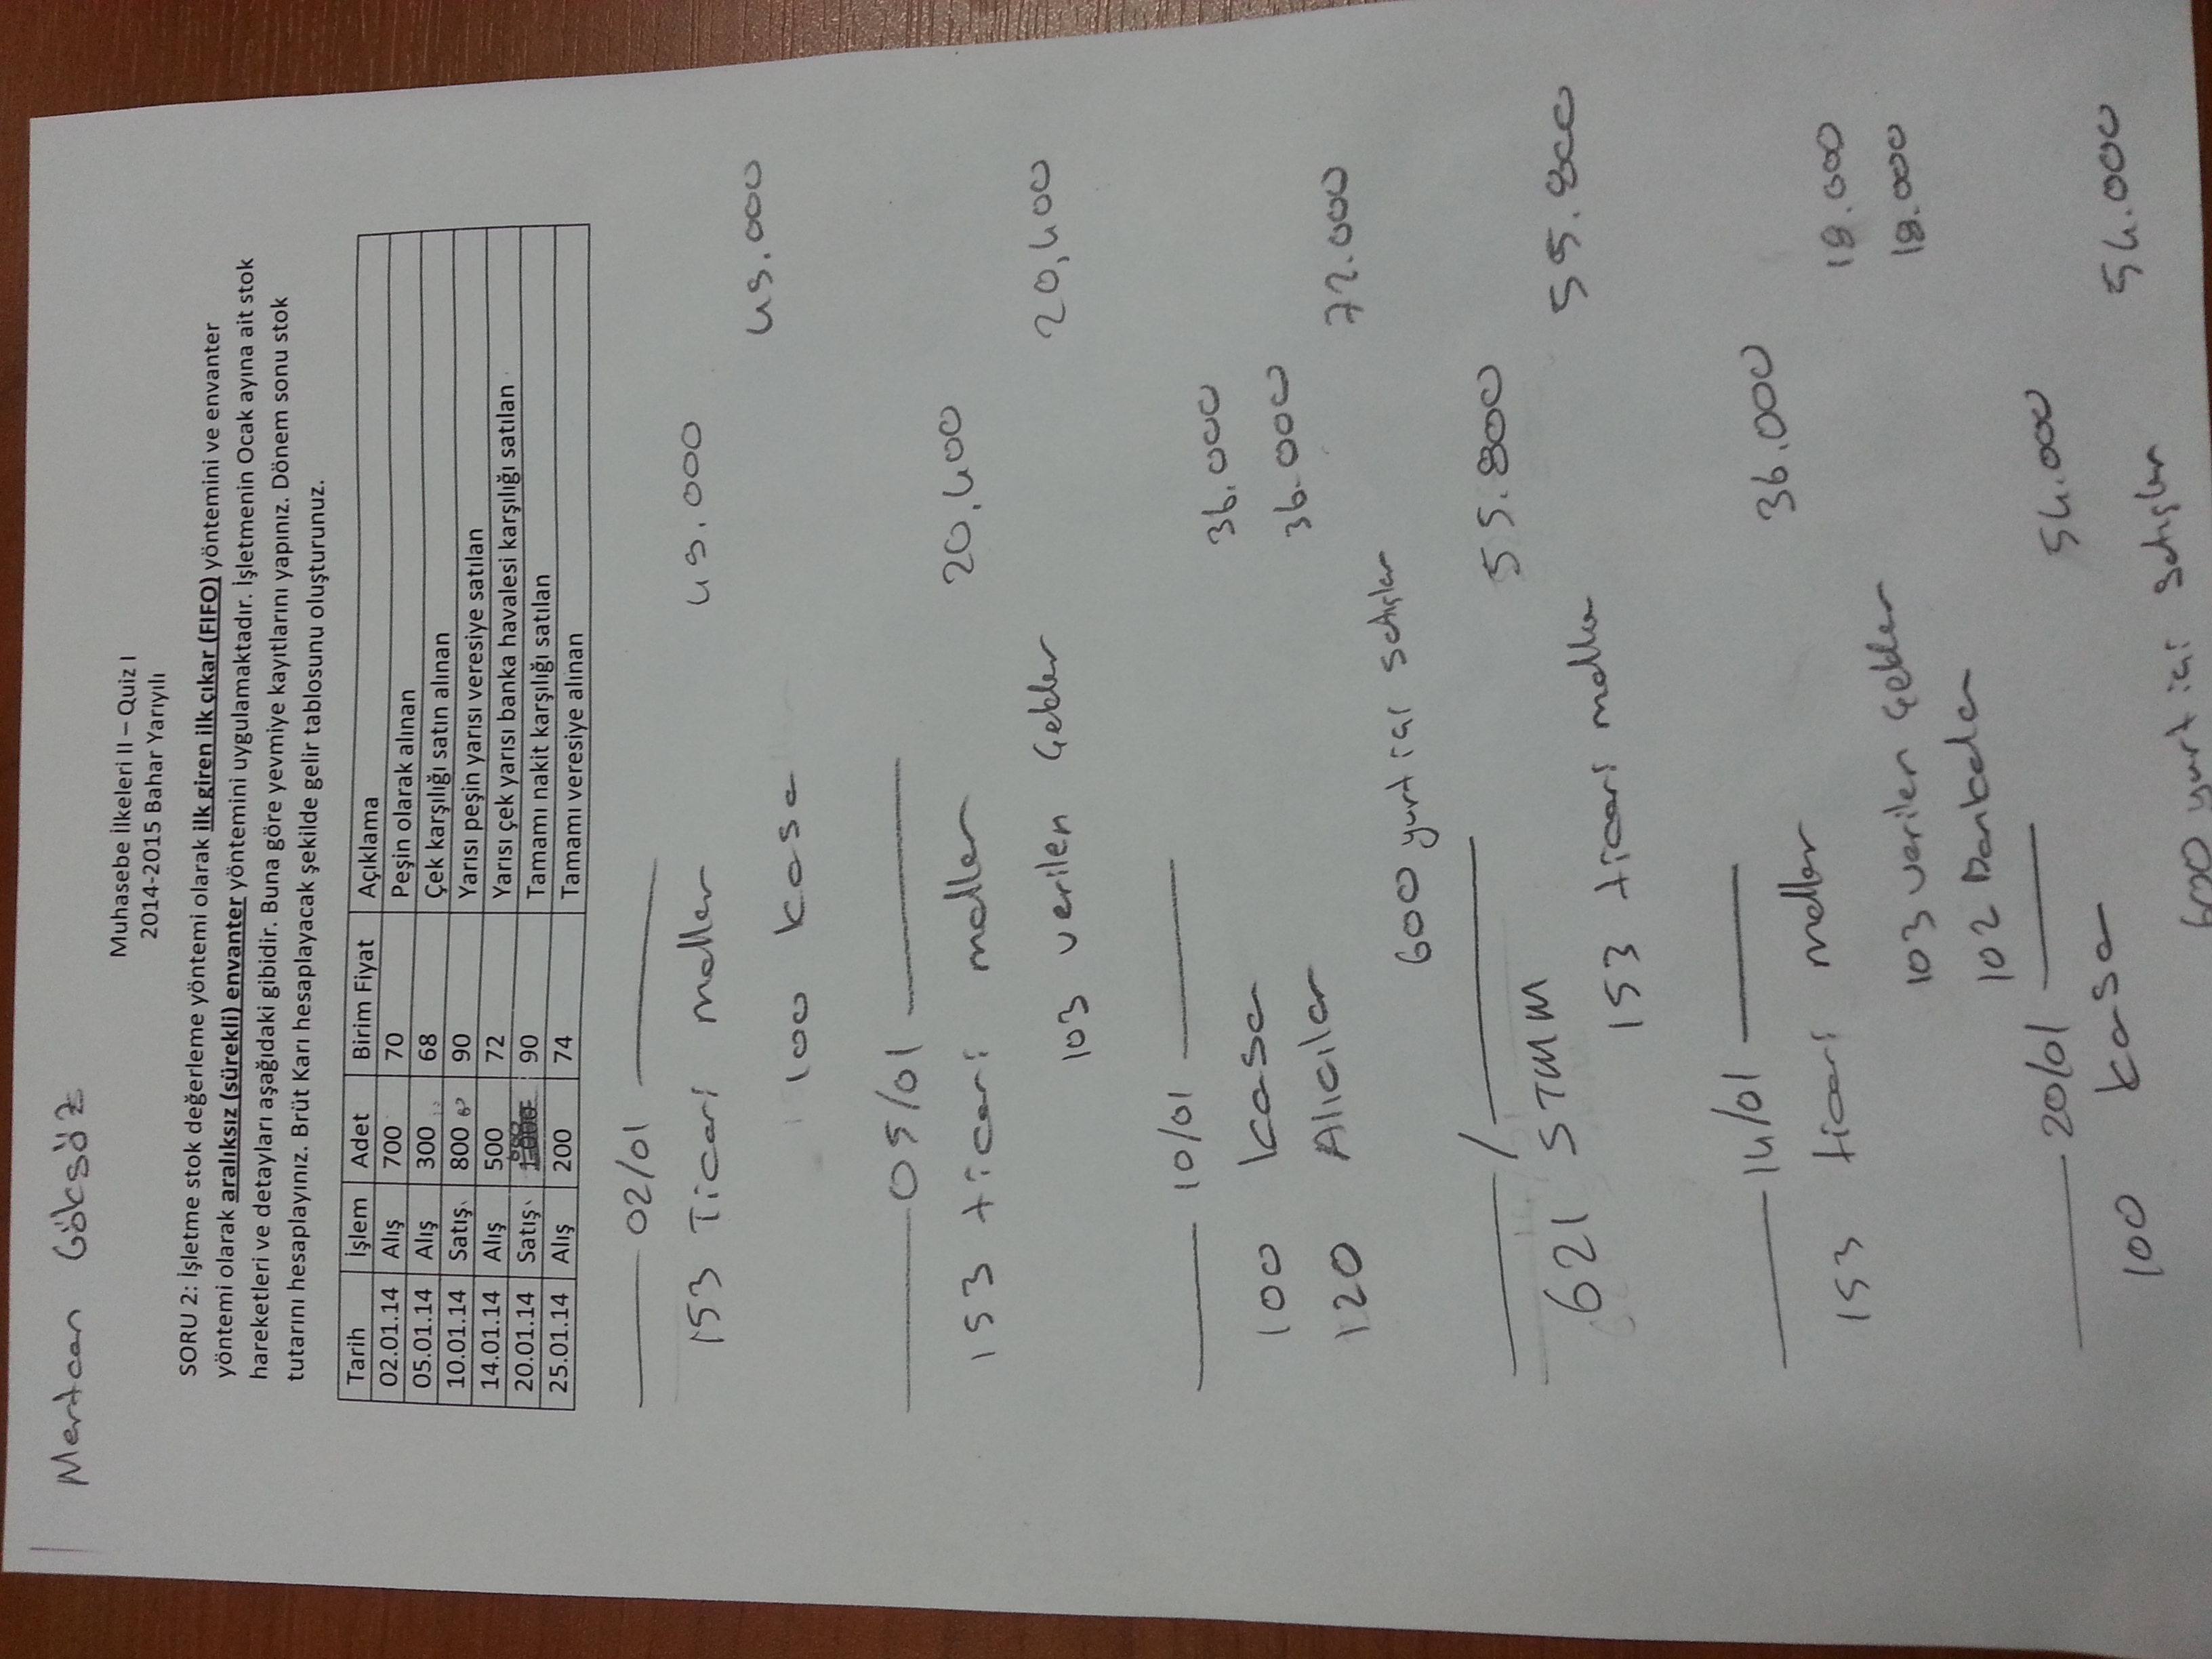 Mertcan Göksöz
Muhasebe İlkeleri II – Quiz I
2014-2015 Bahar Yarıyılı
SORU 2: İşletme stok değerleme yöntemi olarak ilk giren ilk çıkar (FIFO) yöntemini ve envanter
yöntemi olarak aralıksız (sürekli) envanter yöntemini uygulamaktadır. İşletmenin Ocak ayına ait stok
hareketleri ve detayları aşağıdaki gibidir. Buna göre yevmiye kayıtlarını yapınız. Dönem sonu stok
tutarını hesaplayınız. Brüt Karı hesaplayacak şekilde gelir tablosunu oluşturunuz.
Tarih İşlem Adet Birim Fiyat Açıklama
02.01.14 Alış 700 70 Peşin olarak alınan
05.01.14 Alış 300 68 Çek karşılığı satın alınan
10.01.14 Satış 800 90 Yarısı peşin yarısı veresiye satılan
14.01.14 Alış 500 72 Yarısı çek yarısı banka havalesi karşılığı satılan
20.01.14 Satış 600 1.000 90 Tamamı nakit karşılığı satılan
25.01.14 Alış 200 74 Tamamı veresiye alınan
02/01
153 Ticari mallar 49.000
100 kasa 49.000
05/01
153 ticari mallar 20,400
103 verilen çekler 20,400
10/01
100 kasa 36.000
120 Alıcılar 36.000
600 yurt içi satışlar 72.000
/
621 STMM 55.800
153 ticari mallar 55.800
14/01
153 ticari mallar 36.000
103 verilen çekler 18.000
102 Bankalar 18.000
20/01
100 kasa 54.000
600 yurt içi satışlar 54.000